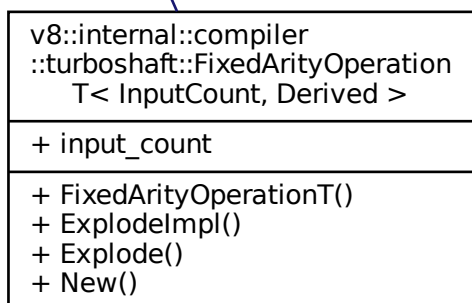 v8::internal::compiler
::turboshaft::FixedArityOperation
T< InputCount, Derived >
+ input_count
+ FixedArityOperationT()
+ ExplodeImpl()
+ Explode()
+ New()